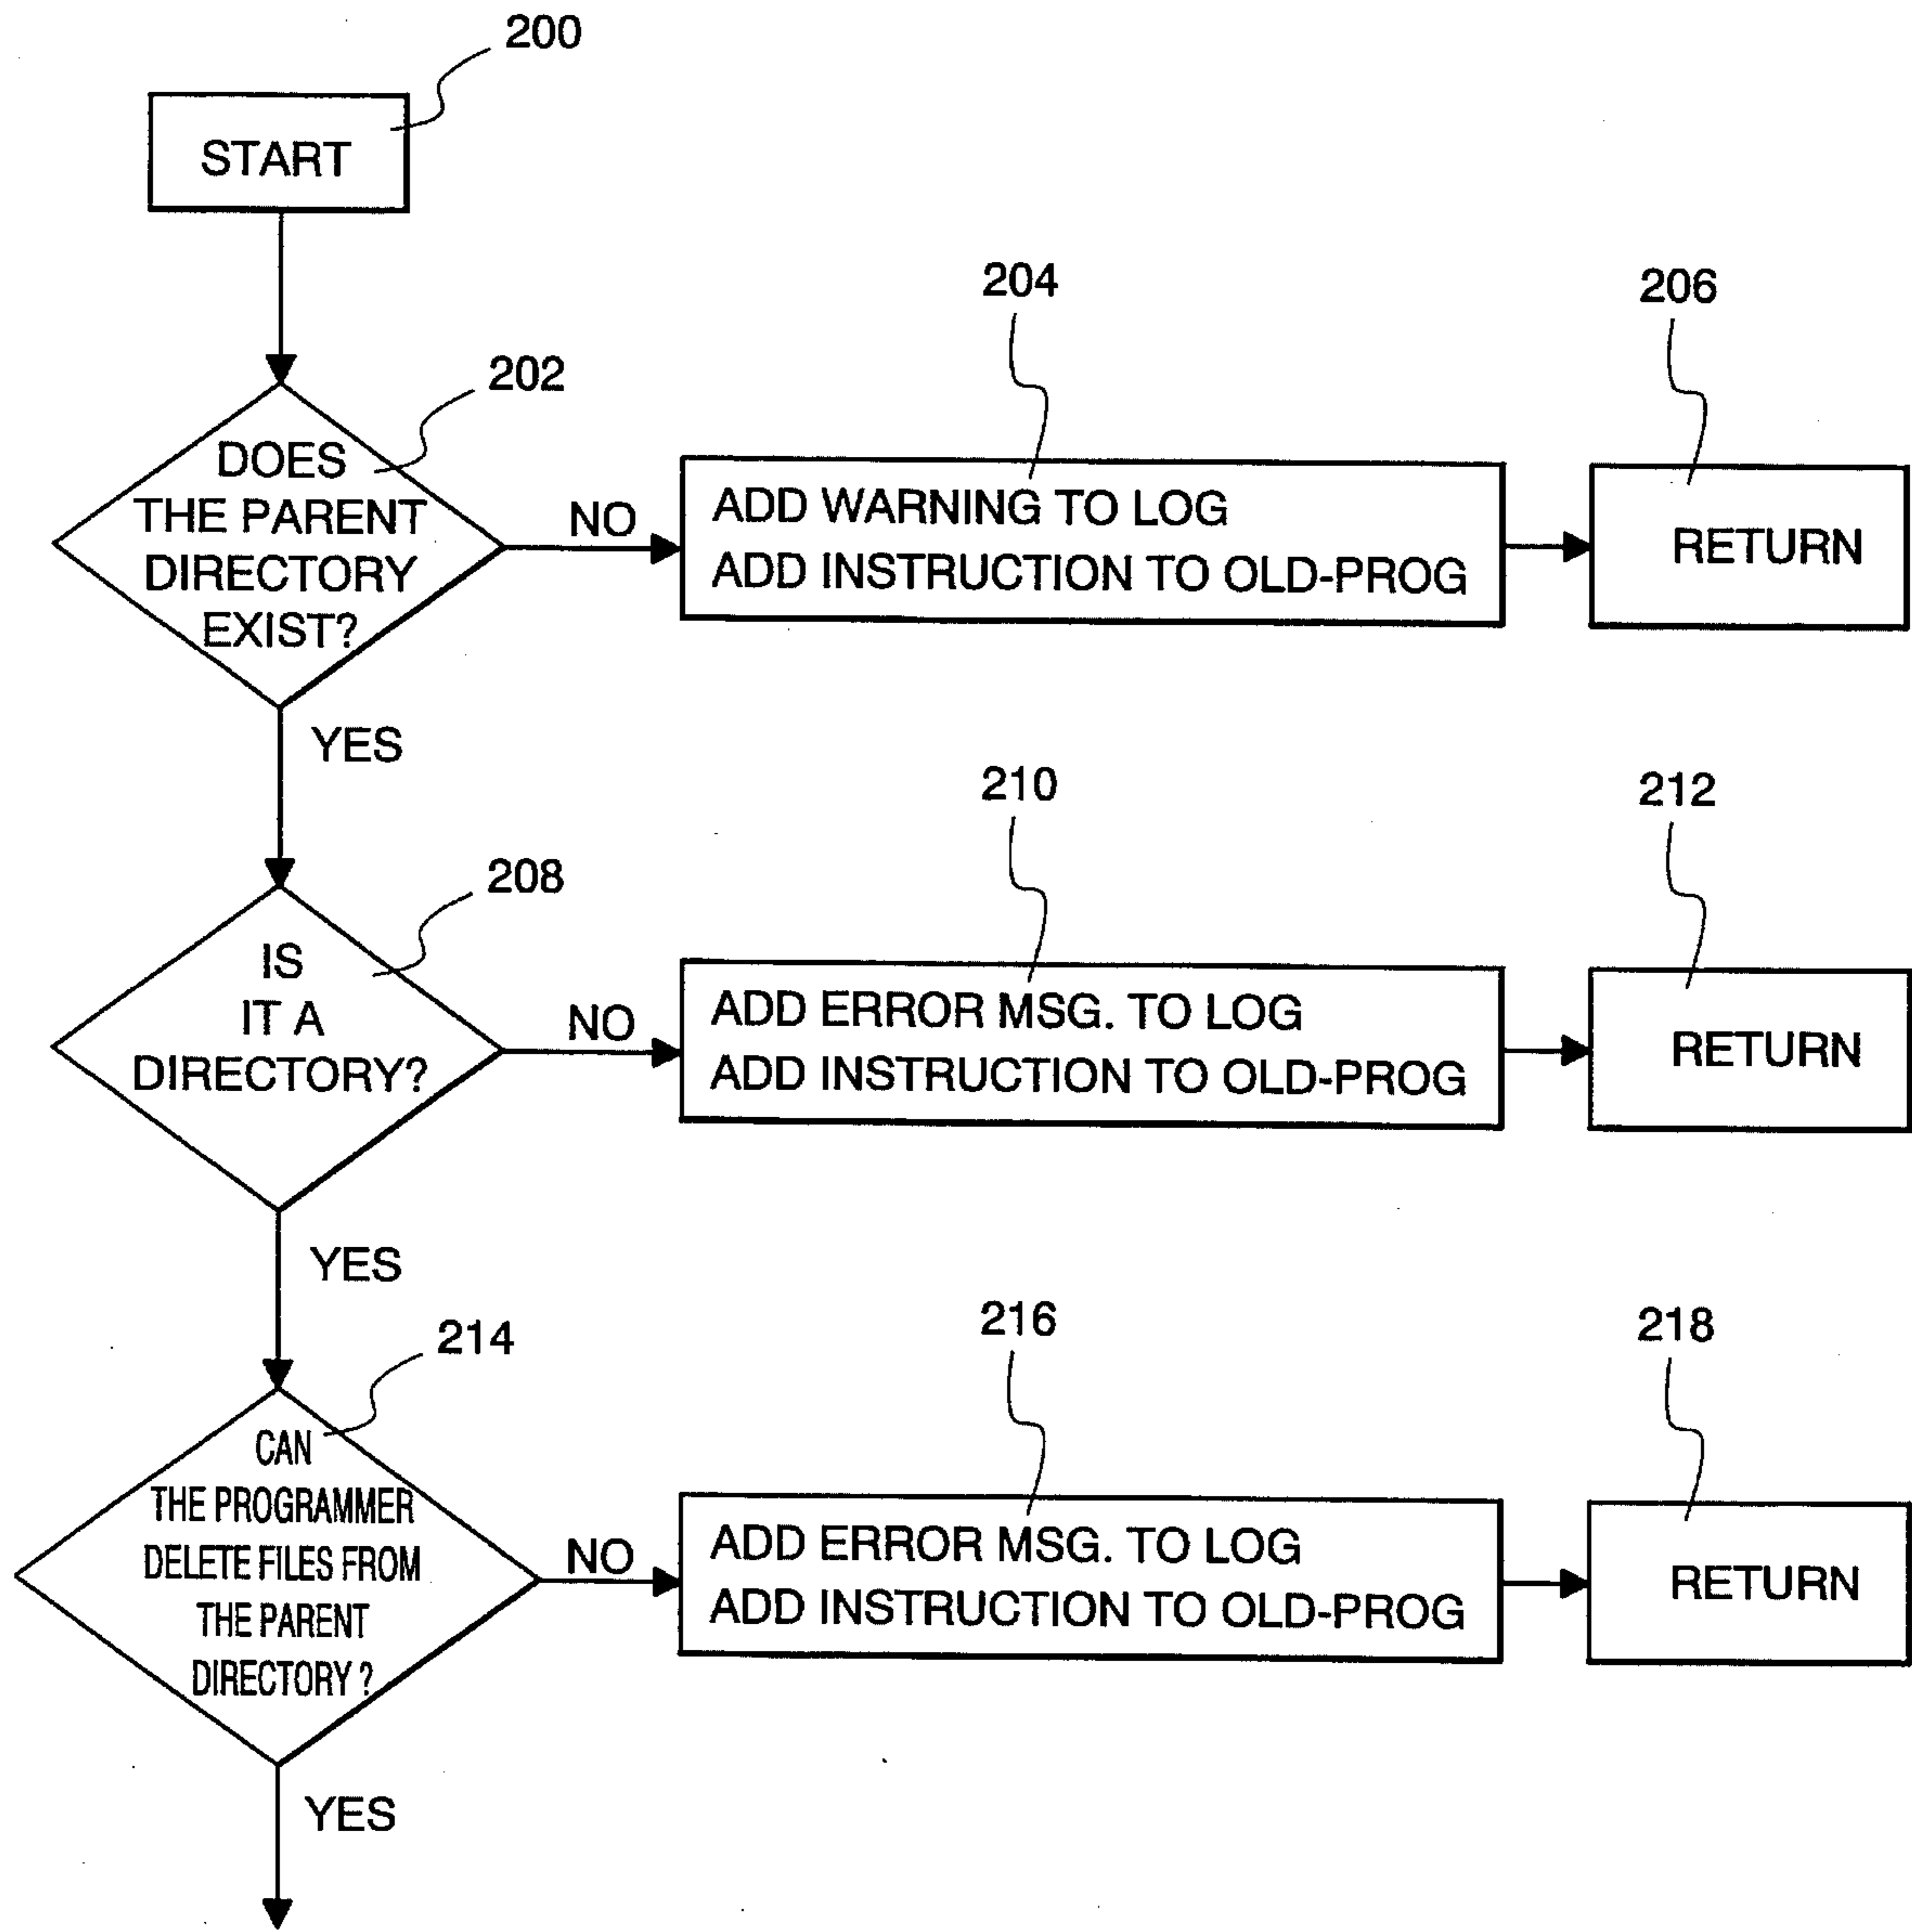 200
START
202
DOES
THE PARENT
DIRECTORY
EXIST?
NO
204
ADD WARNING TO LOG
ADD INSTRUCTION TO OLD-PROG
206
RETURN
YES
208
IS
IT A
DIRECTORY?
NO
210
ADD ERROR MSG. TO LOG
ADD INSTRUCTION TO OLD-PROG
212
RETURN
YES
214
CAN
THE PROGRAMMER
DELETE FILES FROM
THE PARENT
DIRECTORY?
NO
216
ADD ERROR MSG. TO LOG
ADD INSTRUCTION TO OLD-PROG
218
RETURN
YES